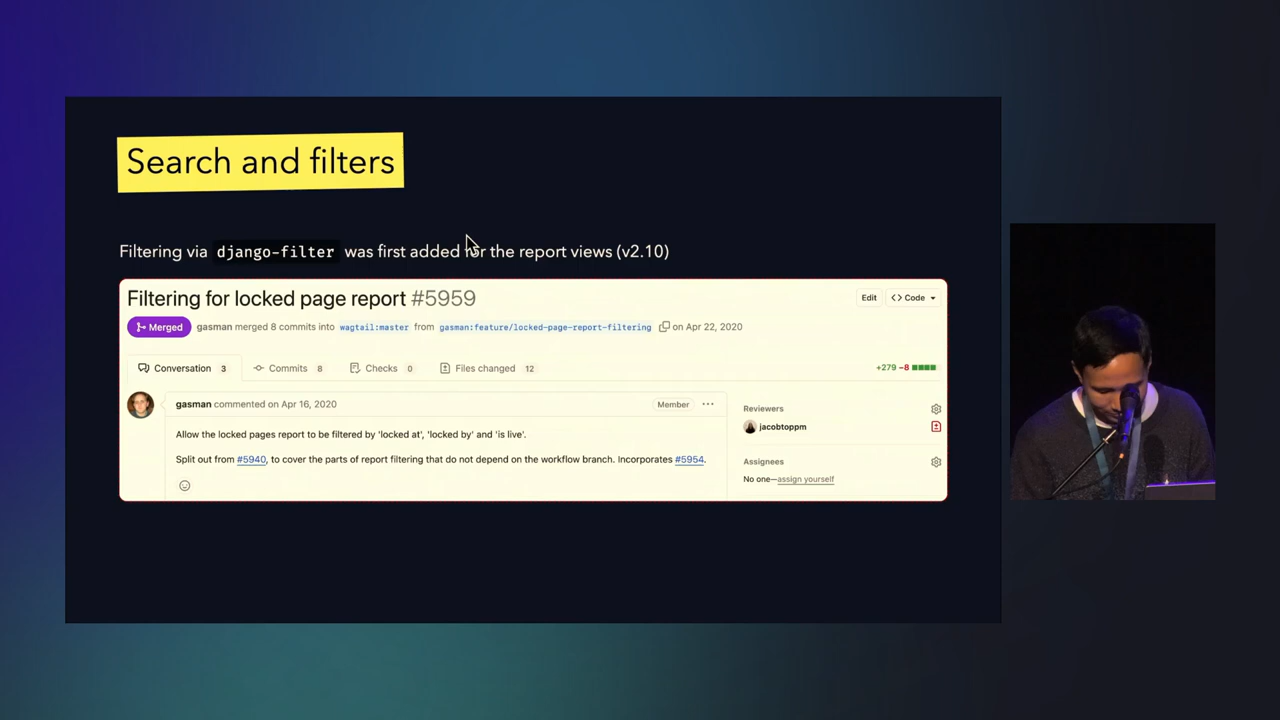 Search and filters
Filtering via django-filter was first added for the report views (v2.10)
Filtering for locked page report #5959
Edit
<> Code
Merged
gasman merged 8 commits into wagtail:master from gasman:feature/locked-page-report-filtering on Apr 22, 2020
Conversation 3
Commits 8
Checks 0
Files changed 12
+279 −8
gasman commented on Apr 16, 2020
Member
Allow the locked pages report to be filtered by 'locked at', 'locked by' and 'is live'.
Split out from #5940, to cover the parts of report filtering that do not depend on the workflow branch. Incorporates #5954.
Reviewers
jacobtoppm
Assignees
No one—assign yourself